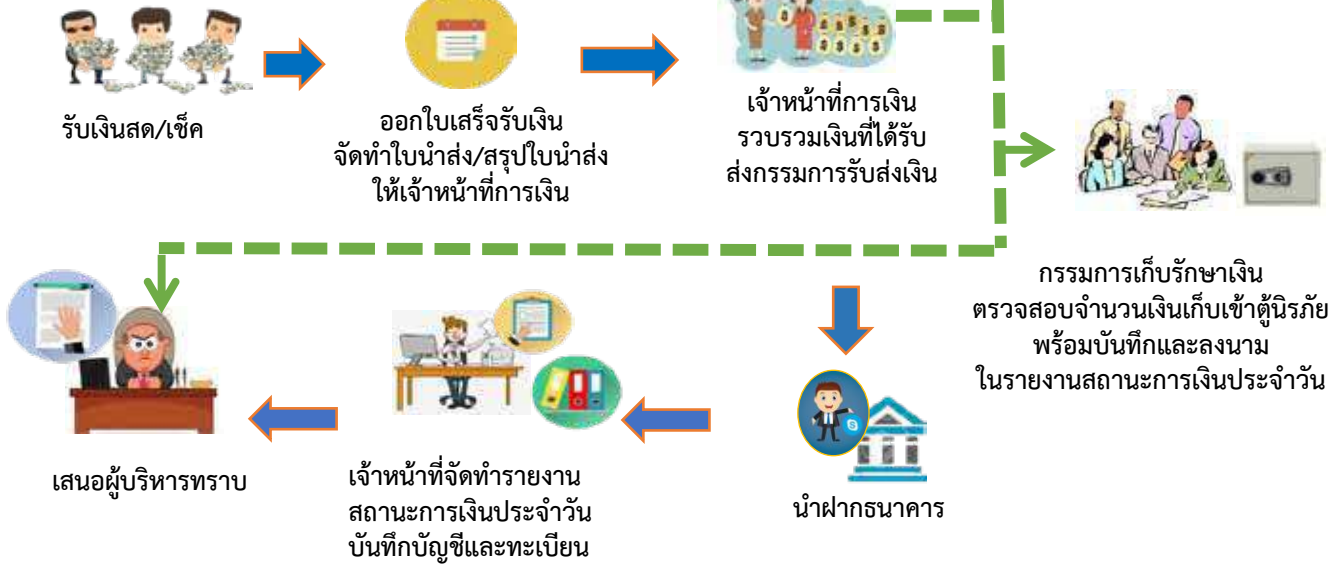 รับเงินสด/เช็ค
ออกใบเสร็จรับเงิน
จัดทำใบนำส่ง/สรุปใบนำส่ง
ให้เจ้าหน้าที่การเงิน
เจ้าหน้าที่การเงิน
รวบรวมเงินที่ได้รับ
ส่งกรรมการรับส่งเงิน
กรรมการเก็บรักษาเงิน
ตรวจสอบจำนวนเงินเก็บเข้าตู้นิรภัย
พร้อมบันทึกและลงนาม
ในรายงานสถานะการเงินประจำวัน
นำฝากธนาคาร
เจ้าหน้าที่จัดทำรายงาน
สถานะการเงินประจำวัน
บันทึกบัญชีและทะเบียน
เสนอผู้บริหารทราบ